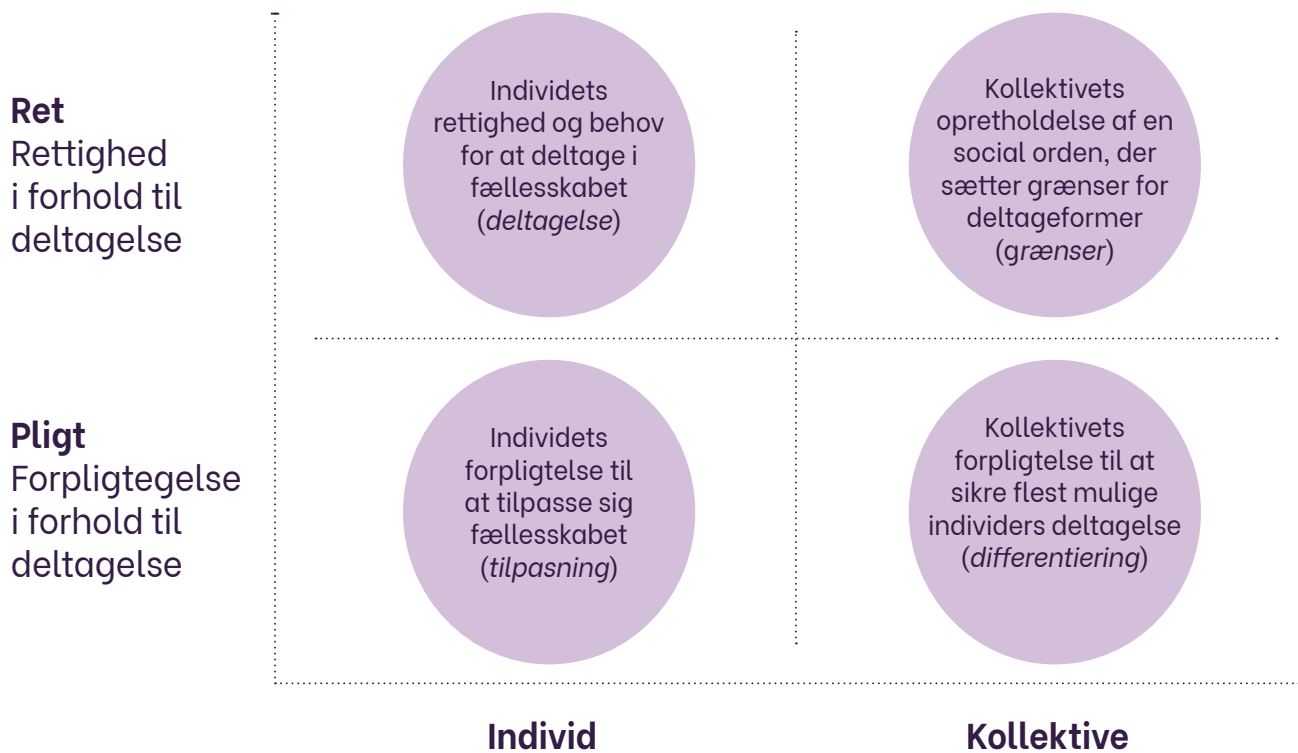 Ret
Rettighed
i forhold til
deltagelse
Individets
rettighed og behov
for at deltage i
fællesskabet
(deltagelse)
Kollektivets
opretholdelse af en
social orden, der
sætter grænser for
deltageformer
(grænser)
Pligt
Forpligtegelse
i forhold til
deltagelse
Individets
forpligtelse til
at tilpasse sig
fællesskabet
(tilpasning)
Kollektivets
forpligtelse til at
sikre flest mulige
individers deltagelse
(differentiering)
Individ
Kollektive